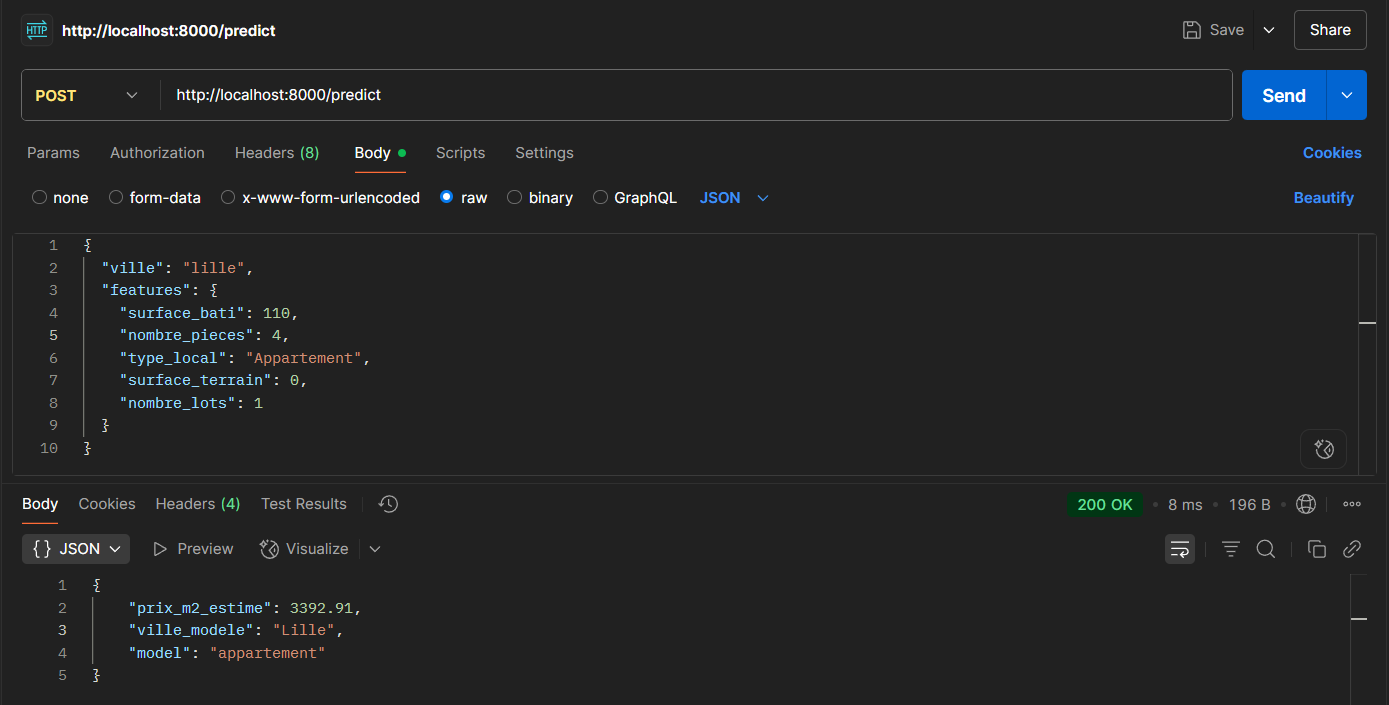 HTTP http://localhost:8000/predict Save Share
POST http://localhost:8000/predict Send
Params Authorization Headers (8) Body Scripts Settings Cookies
none form-data x-www-form-urlencoded raw binary GraphQL JSON Beautify
1 {
2 "ville": "lille",
3 "features": {
4 "surface_bati": 110,
5 "nombre_pieces": 4,
6 "type_local": "Appartement",
7 "surface_terrain": 0,
8 "nombre_lots": 1
9 }
10 }
Body Cookies Headers (4) Test Results 200 OK • 8 ms • 196 B •
{} JSON Preview Visualize
1 {
2 "prix_m2_estime": 3392.91,
3 "ville_modele": "Lille",
4 "model": "appartement"
5 }